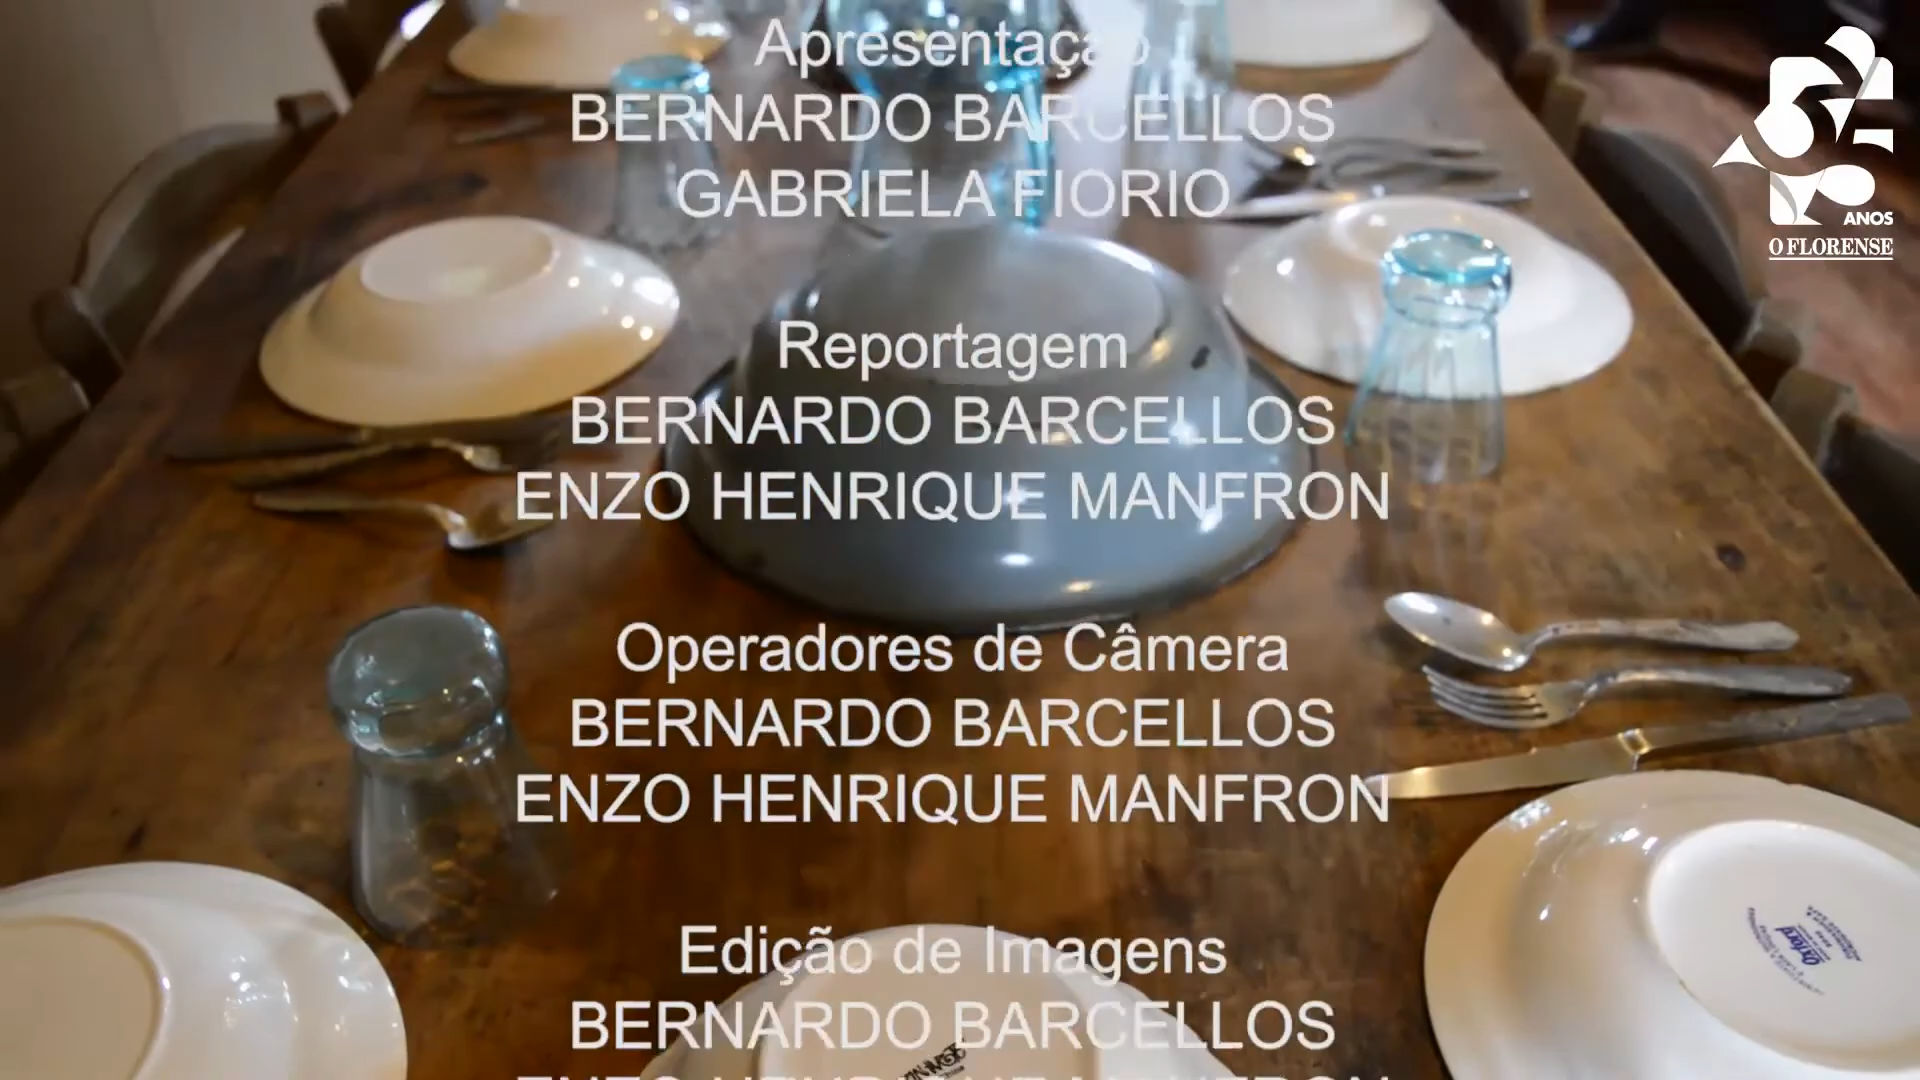 Apresentação
BERNARDO BARCELLOS
GABRIELA FIORIO
Reportagem
BERNARDO BARCELLOS
ENZO HENRIQUE MANFRON
Operadores de Câmera
BERNARDO BARCELLOS
ENZO HENRIQUE MANFRON
Edição de Imagens
BERNARDO BARCELLOS
ANOS
O FLORENSE
Oxford